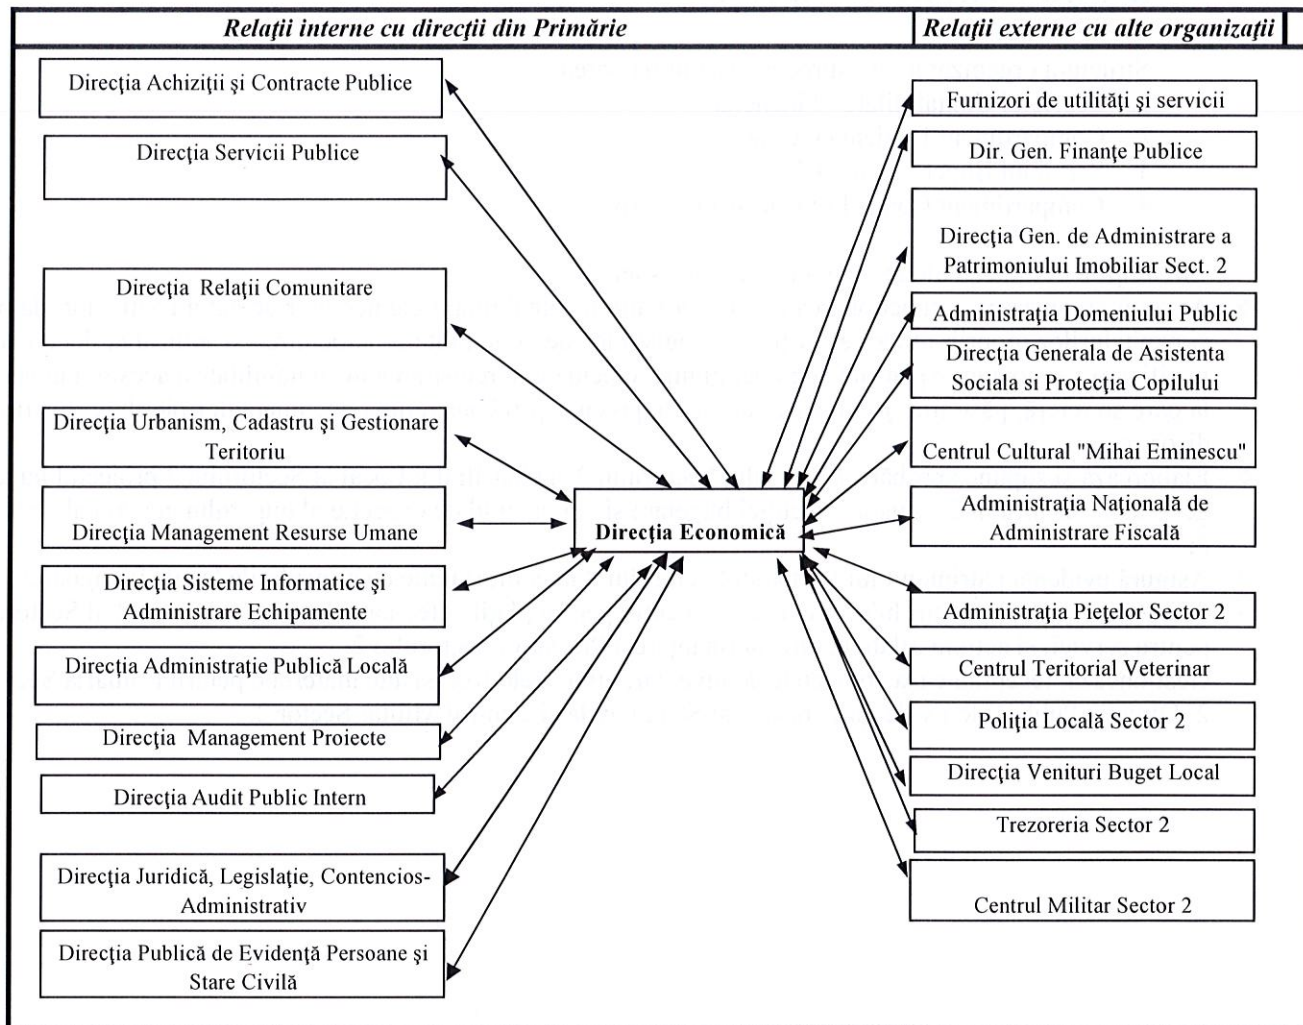 Relaţii interne cu direcţii din Primărie
Relaţii externe cu alte organizaţii
Direcţia Achiziţii şi Contracte Publice
Direcţia Servicii Publice
Direcţia Relaţii Comunitare
Direcţia Urbanism, Cadastru şi Gestionare
Teritoriu
Direcţia Management Resurse Umane
Direcţia Sisteme Informatice şi
Administrare Echipamente
Direcţia Administraţie Publică Locală
Direcţia Management Proiecte
Direcţia Audit Public Intern
Direcţia Juridică, Legislaţie, Contencios-
Administrativ
Direcţia Publică de Evidenţă Persoane şi
Stare Civilă
Direcţia Economică
Furnizori de utilităţi şi servicii
Dir. Gen. Finanţe Publice
Direcţia Gen. de Administrare a
Patrimoniului Imobiliar Sect. 2
Administraţia Domeniului Public
Direcţia Generala de Asistenta
Sociala si Protecţia Copilului
Centrul Cultural "Mihai Eminescu"
Administraţia Naţională de
Administrare Fiscală
Administraţia Pieţelor Sector 2
Centrul Teritorial Veterinar
Poliţia Locală Sector 2
Direcţia Venituri Buget Local
Trezoreria Sector 2
Centrul Militar Sector 2